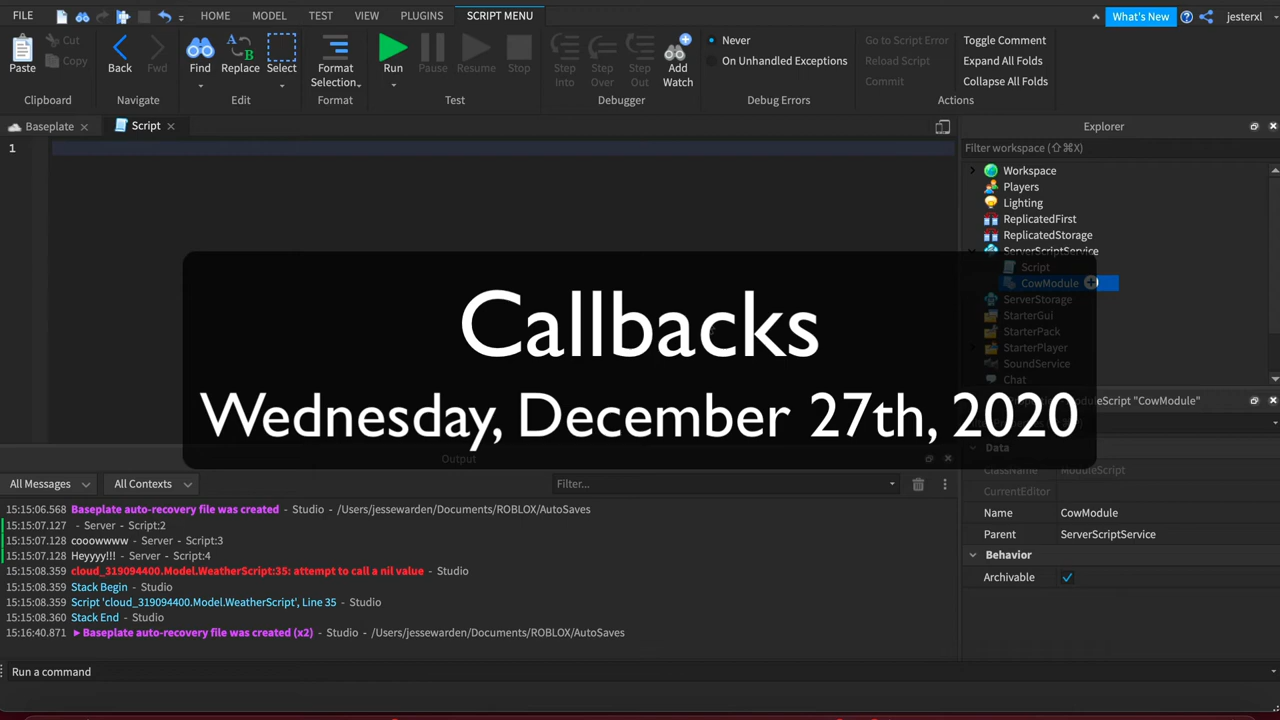 FILE HOME MODEL TEST VIEW PLUGINS SCRIPT MENU What's New jesterxl
Paste Cut Copy Back Fwd Find Replace Select Format Selection Run Pause Resume Stop Step Into Step Over Step Out Add Watch Never On Unhandled Exceptions Go to Script Error Reload Script Commit Toggle Comment Expand All Folds Collapse All Folds
Clipboard Navigate Edit Format Test Debugger Debug Errors Actions
Baseplate Script Explorer
1
Filter workspace (⇧⌘X)
Workspace
Players
Lighting
ReplicatedFirst
ReplicatedStorage
ServerScriptService
Script
CowModule
ServerStorage
StarterGui
StarterPack
StarterPlayer
SoundService
Chat
Callbacks
Wednesday, December 27th, 2020
duleScript "CowModule"
Data
ClassName ModuleScript
CurrentEditor
Name CowModule
Parent ServerScriptService
Behavior
Archivable
Output
All Messages All Contexts Filter...
15:15:06.568 Baseplate auto-recovery file was created - Studio - /Users/jessewarden/Documents/ROBLOX/AutoSaves
15:15:07.127 - Server - Script:2
15:15:07.128 cooowwww - Server - Script:3
15:15:07.128 Heyyyy!!! - Server - Script:4
15:15:08.359 cloud_319094400.Model.WeatherScript:35: attempt to call a nil value - Studio
15:15:08.359 Stack Begin - Studio
15:15:08.359 Script 'cloud_319094400.Model.WeatherScript', Line 35 - Studio
15:15:08.360 Stack End - Studio
15:16:40.871 ►Baseplate auto-recovery file was created (x2) - Studio - /Users/jessewarden/Documents/ROBLOX/AutoSaves
Run a command